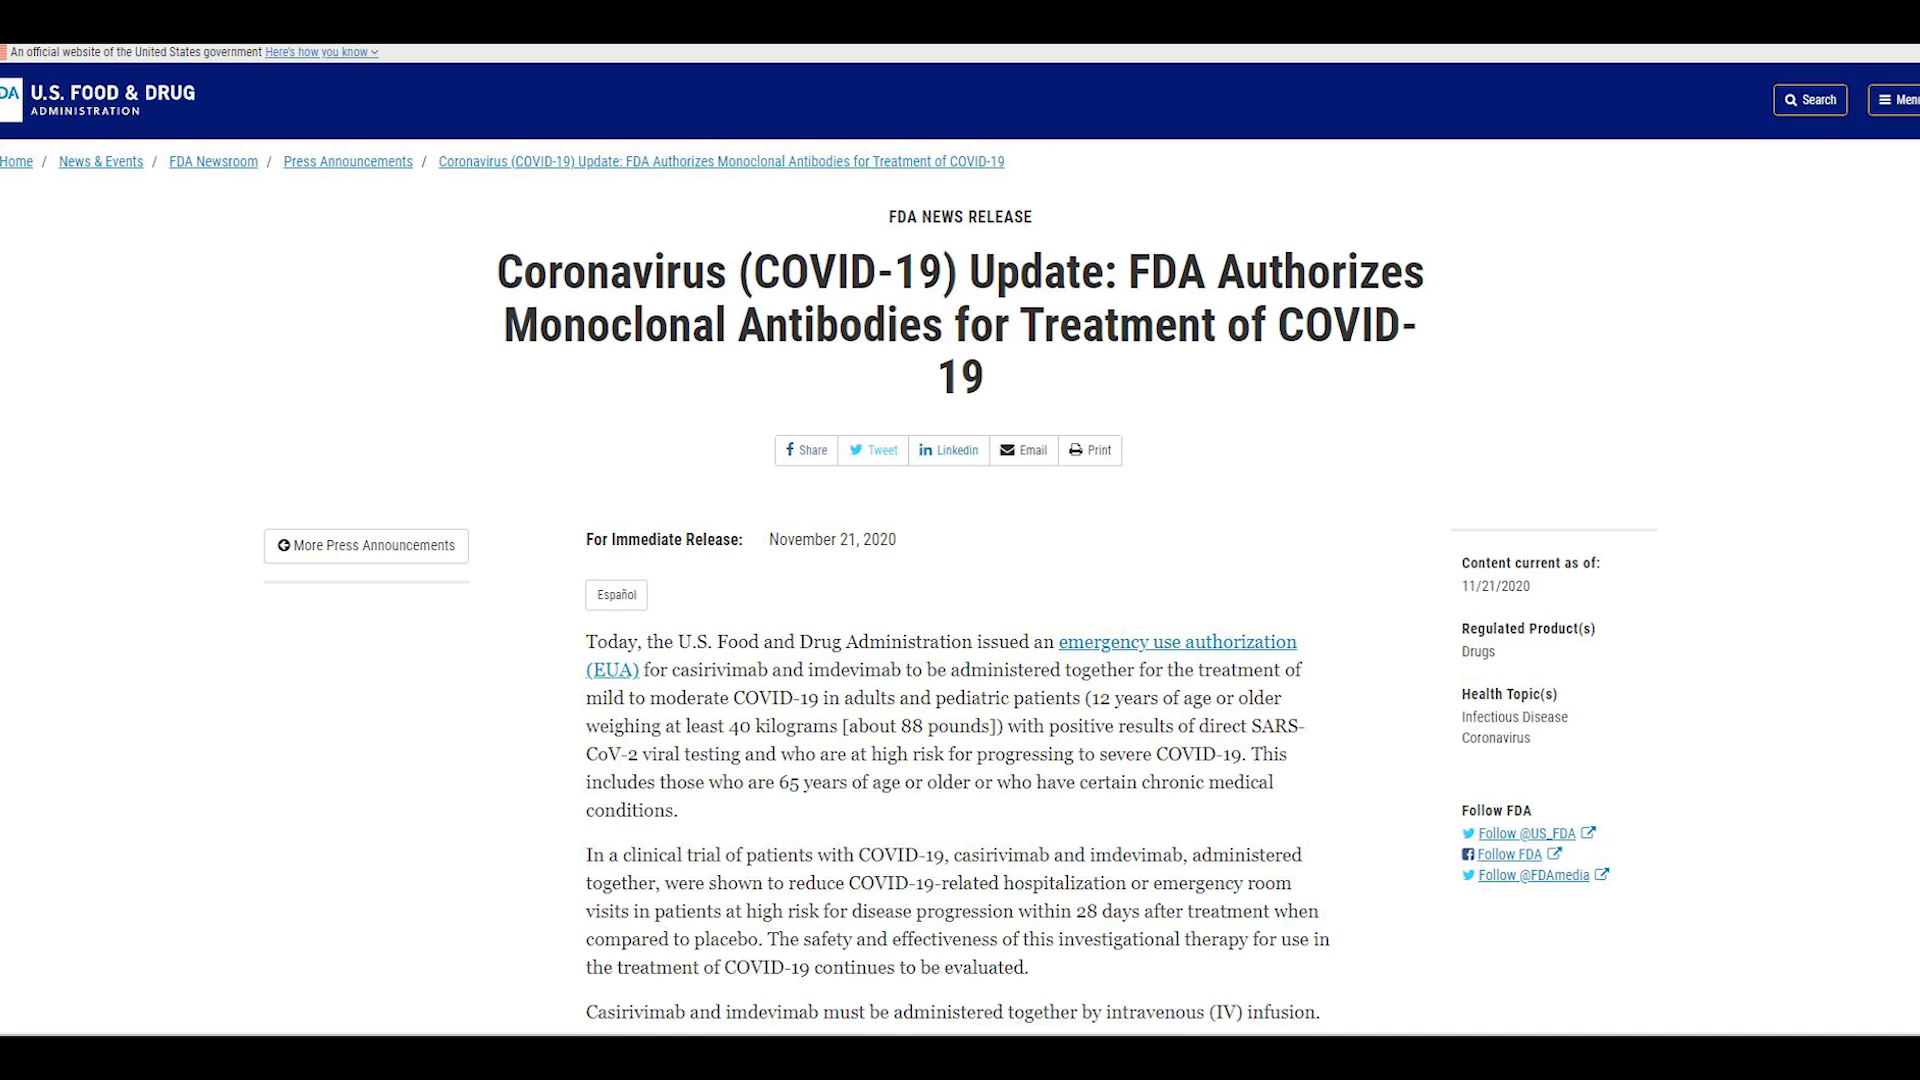 An official website of the United States government Here's how you know
DA U.S. FOOD & DRUG
ADMINISTRATION
Search
Menu
Home / News & Events / FDA Newsroom / Press Announcements / Coronavirus (COVID-19) Update: FDA Authorizes Monoclonal Antibodies for Treatment of COVID-19
FDA NEWS RELEASE
Coronavirus (COVID-19) Update: FDA Authorizes
Monoclonal Antibodies for Treatment of COVID-
19
Share
Tweet
Linkedin
Email
Print
More Press Announcements
For Immediate Release: November 21, 2020
Español
Today, the U.S. Food and Drug Administration issued an emergency use authorization
(EUA) for casirivimab and imdevimab to be administered together for the treatment of
mild to moderate COVID-19 in adults and pediatric patients (12 years of age or older
weighing at least 40 kilograms [about 88 pounds]) with positive results of direct SARS-
CoV-2 viral testing and who are at high risk for progressing to severe COVID-19. This
includes those who are 65 years of age or older or who have certain chronic medical
conditions.
In a clinical trial of patients with COVID-19, casirivimab and imdevimab, administered
together, were shown to reduce COVID-19-related hospitalization or emergency room
visits in patients at high risk for disease progression within 28 days after treatment when
compared to placebo. The safety and effectiveness of this investigational therapy for use in
the treatment of COVID-19 continues to be evaluated.
Casirivimab and imdevimab must be administered together by intravenous (IV) infusion.
Content current as of:
11/21/2020
Regulated Product(s)
Drugs
Health Topic(s)
Infectious Disease
Coronavirus
Follow FDA
Follow @US_FDA
Follow FDA
Follow @FDAmedia